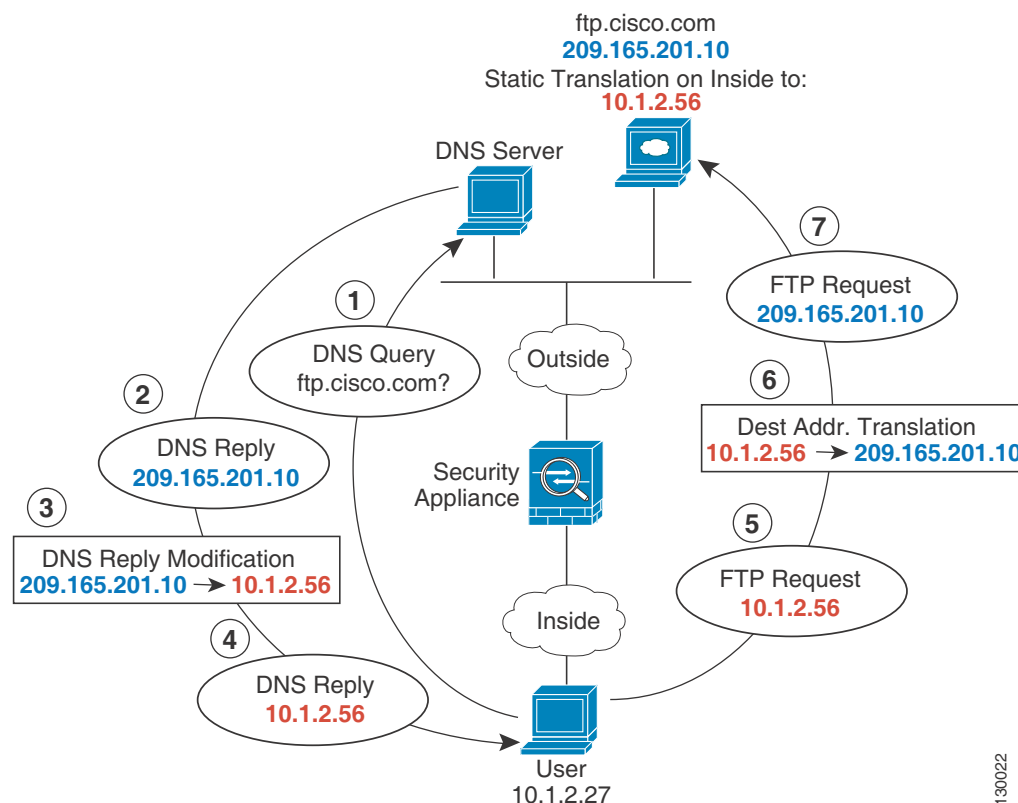 ftp.cisco.com
209.165.201.10
Static Translation on Inside to:
10.1.2.56
DNS Server
7
FTP Request
209.165.201.10
1
DNS Query
ftp.cisco.com?
Outside
2
DNS Reply
209.165.201.10
6
Dest Addr. Translation
10.1.2.56 → 209.165.201.10
Security
Appliance
3
DNS Reply Modification
209.165.201.10 → 10.1.2.56
5
FTP Request
10.1.2.56
Inside
4
DNS Reply
10.1.2.56
User
10.1.2.27
130022